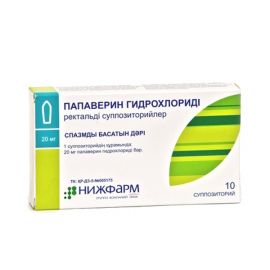 20 мг
ПАПАВЕРИН ГИДРОХЛОРИДІ
ректальді суппозиторийлер
СПАЗМДЫ БАСАТЫН ДӘРІ
1 суппозиторийдің құрамында:
20 мг папаверин гидрохлориді бар.
НИЖФАРМ
10
СУППОЗИТОРИЙ